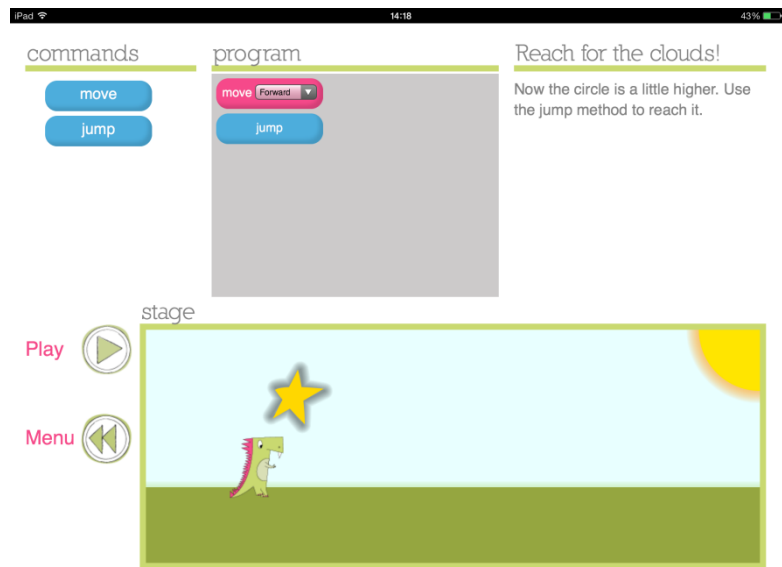 iPad 14:18 43%
commands
move
jump
program
move Forward
jump
Reach for the clouds!
Now the circle is a little higher. Use
the jump method to reach it.
stage
Play
Menu